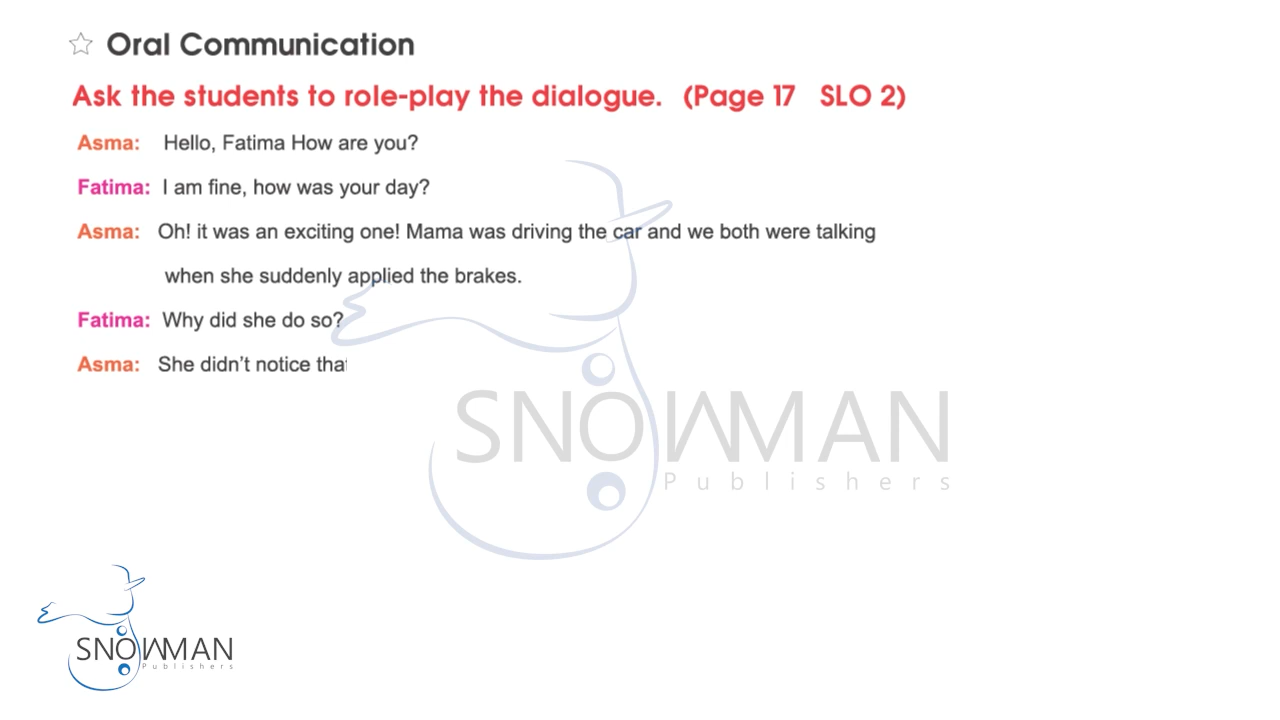 Oral Communication
Ask the students to role-play the dialogue. (Page 17 SLO 2)
Asma: Hello, Fatima How are you?
Fatima: I am fine, how was your day?
Asma: Oh! it was an exciting one! Mama was driving the car and we both were talking
when she suddenly applied the brakes.
Fatima: Why did she do so?
Asma: She didn't notice tha
SNOWMAN
Publishers
SNOWMAN
Publishers